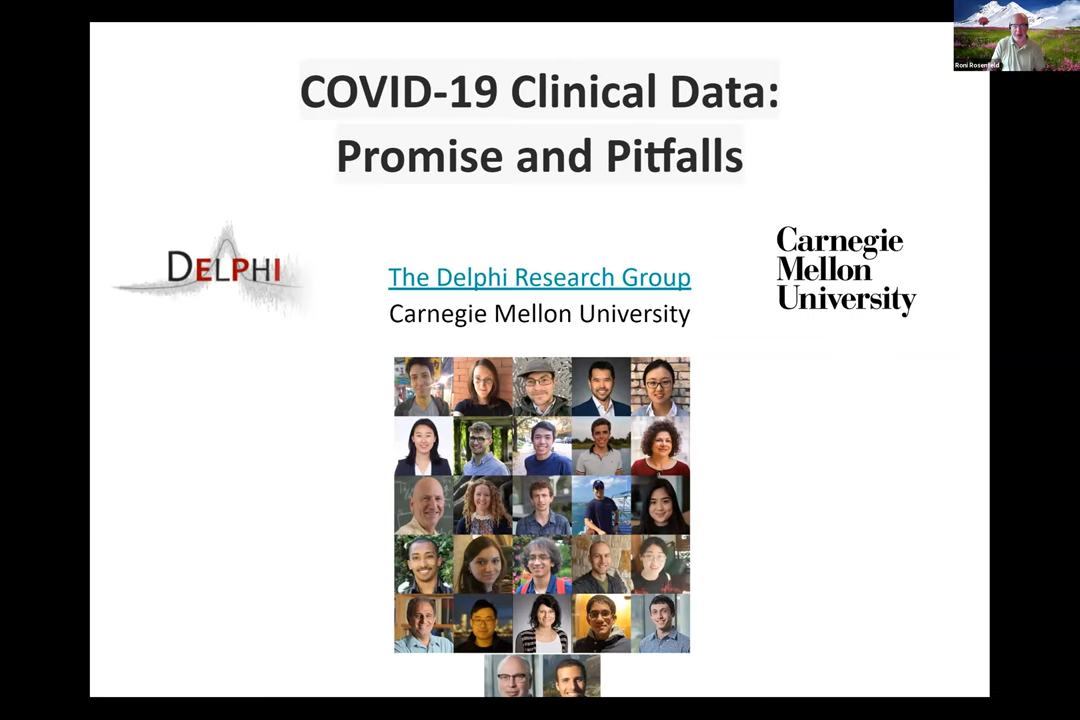 COVID-19 Clinical Data:
Promise and Pitfalls
DELPHI
The Delphi Research Group
Carnegie Mellon University
Carnegie
Mellon
University
Roni Rosenfeld